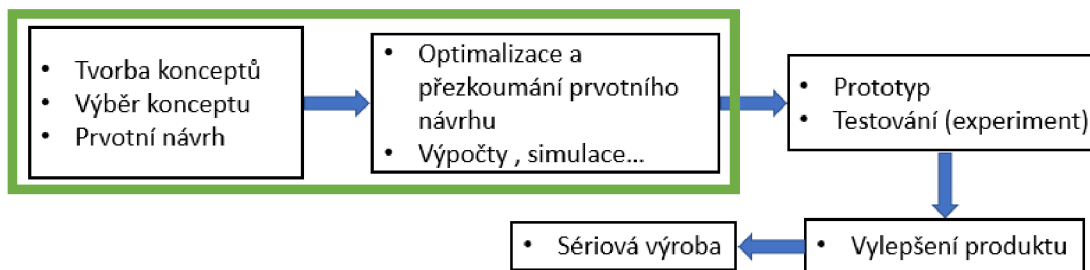 • Tvorba konceptů
• Výběr konceptu
• Prvotní návrh
• Optimalizace a
přezkoumání prvotního
návrhu
• Výpočty , simulace...
• Prototyp
• Testování (experiment)
• Vylepšení produktu
• Sériová výroba